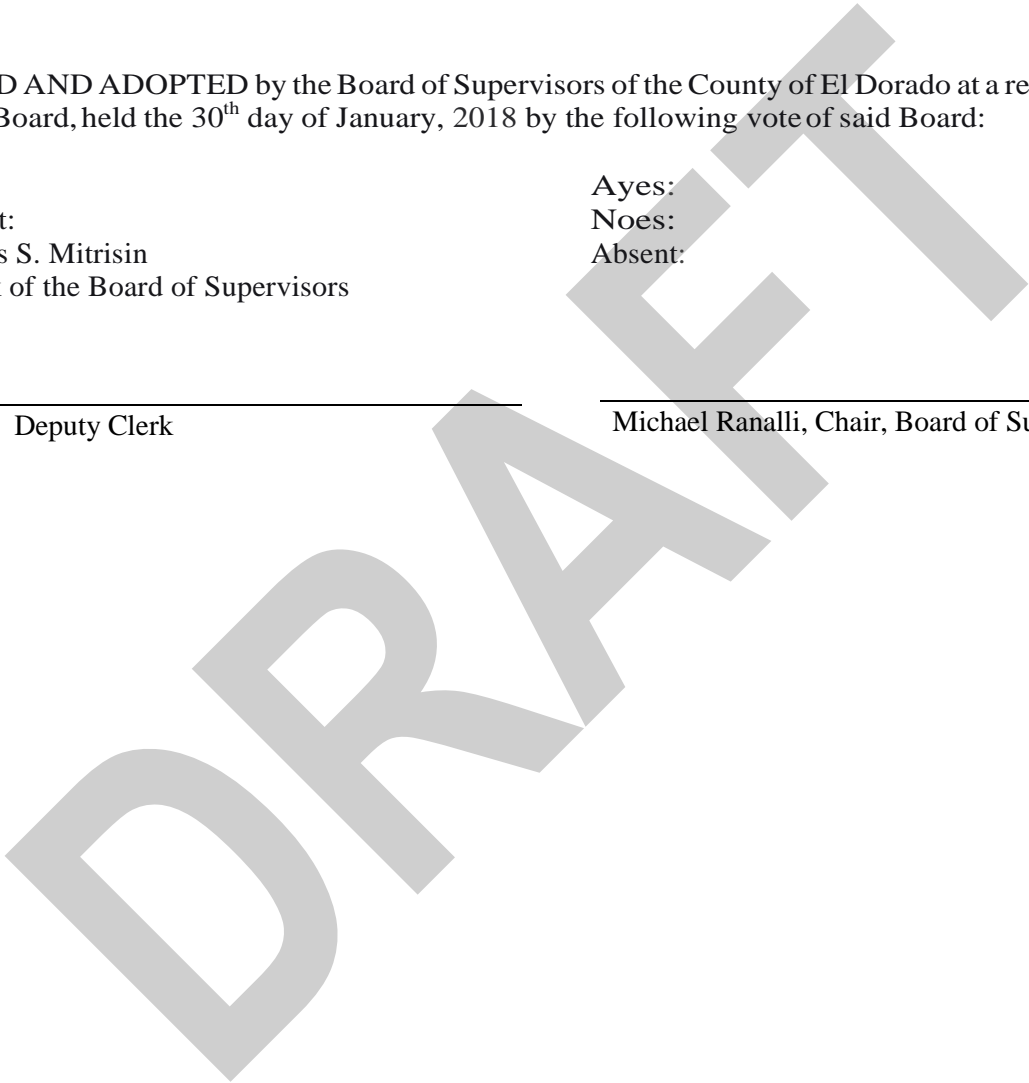 D AND ADOPTED by the Board of Supervisors of the County of El Dorado at a re
Board, held the 30th day of January, 2018 by the following vote of said Board:
Ayes:
t: Noes:
s S. Mitrisin Absent:
of the Board of Supervisors
Deputy Clerk Michael Ranalli, Chair, Board of Su
DRAFT